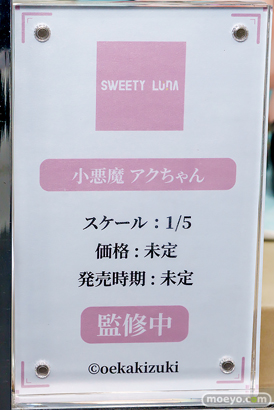 SWEETY LUNA
小悪魔 アクちゃん
スケール：1/5
価格：未定
発売時期：未定
監修中
©oekakizuki
moeyo.com